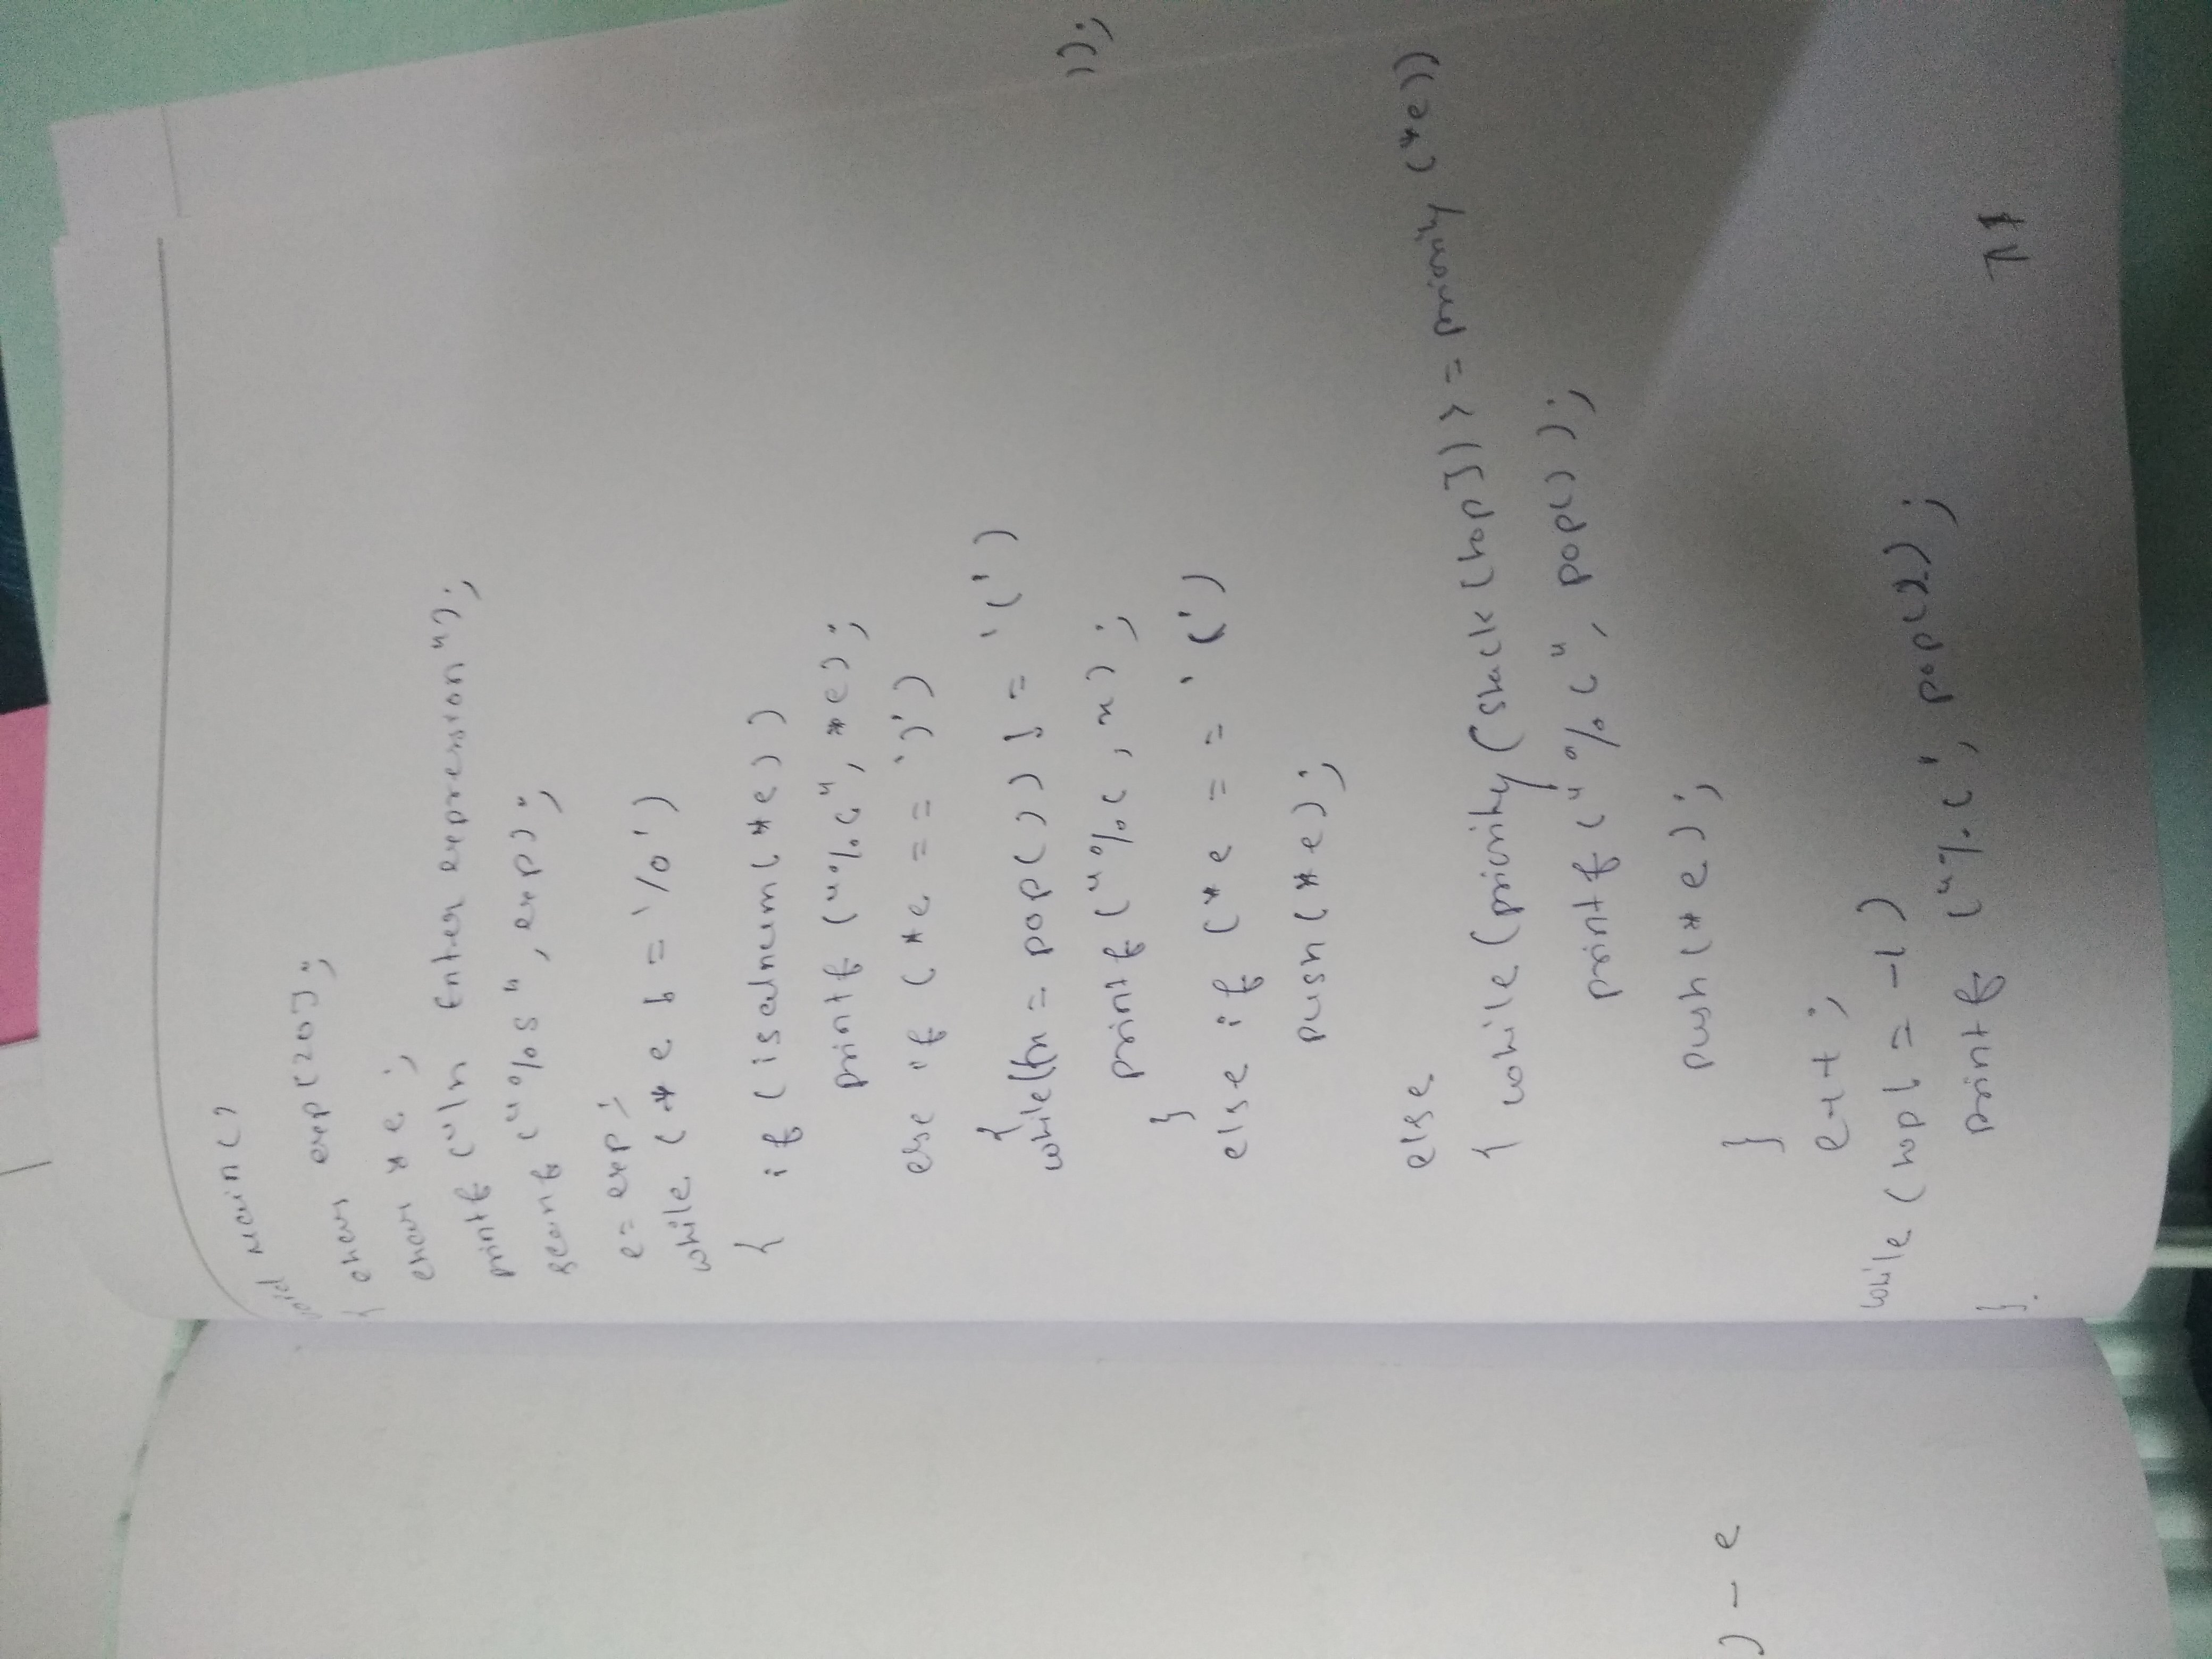 void main()
{ char exp[20];
char *e;
printf("\n Enter expression");
scanf("%s", exp);
e = exp;
while (*e != '\0')
{ if (isalnum(*e))
printf("%c", *e);
else if (*e == ')')
{
while((x = pop()) != '(')
printf("%c, x);
}
else if (*e == '(')
push(*e);
else
{ while (priority(stack[top]) >= priority (*e))
printf("%c", pop());
push(*e);
}
e++;
while (top != -1)
printf ("%c", pop());
}.
));
) - e